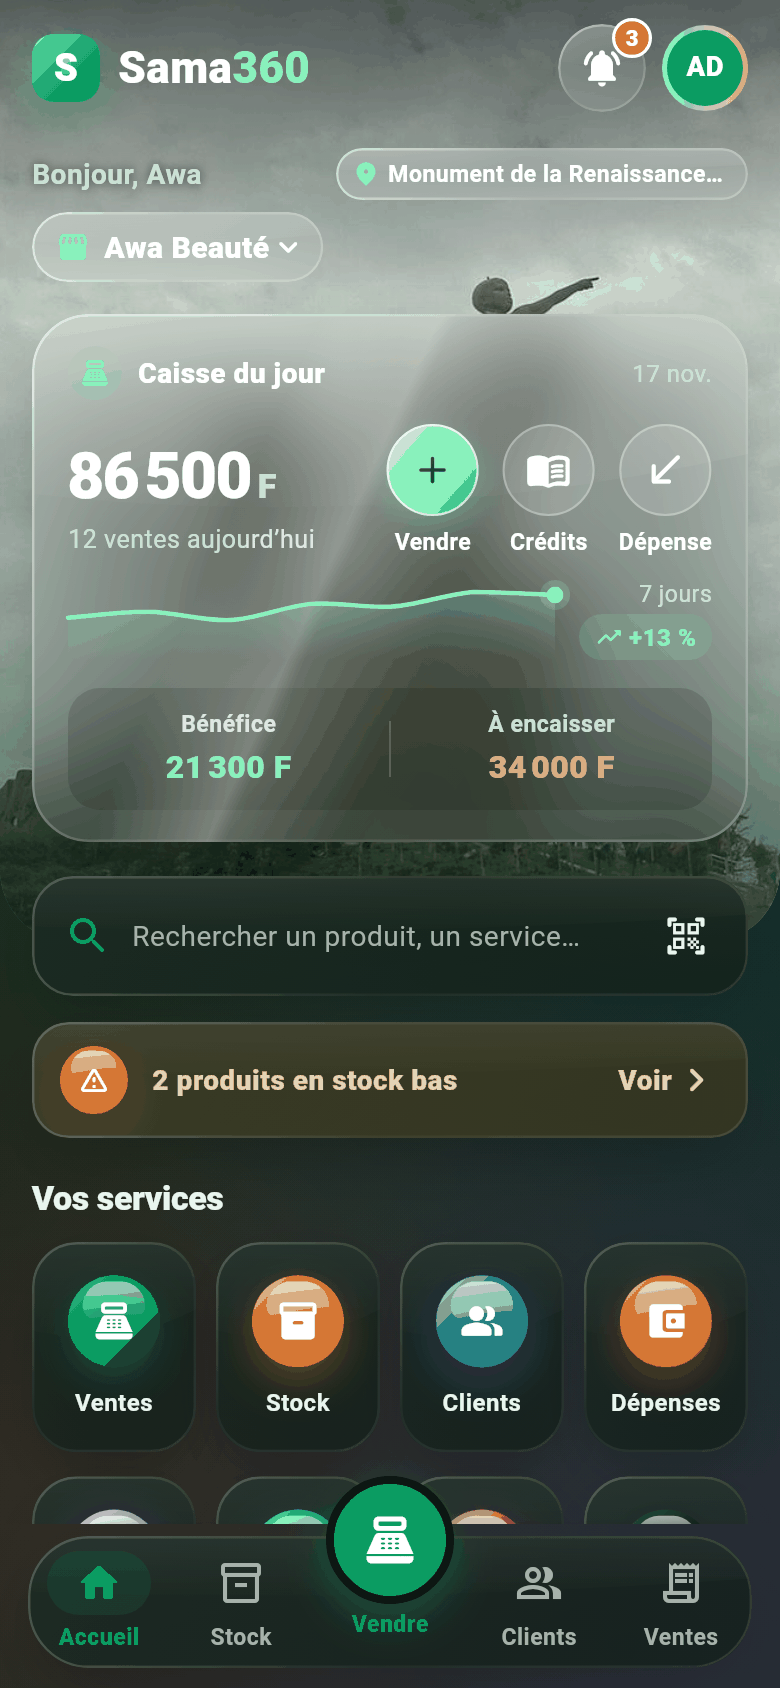 S Sama360
3
AD
Bonjour, Awa
Monument de la Renaissance…
Awa Beauté
Caisse du jour
17 nov.
86 500 F
12 ventes aujourd’hui
Vendre
Crédits
Dépense
7 jours
+13 %
Bénéfice
21 300 F
À encaisser
34 000 F
Rechercher un produit, un service…
2 produits en stock bas
Voir
Vos services
Ventes
Stock
Clients
Dépenses
Accueil
Stock
Vendre
Clients
Ventes